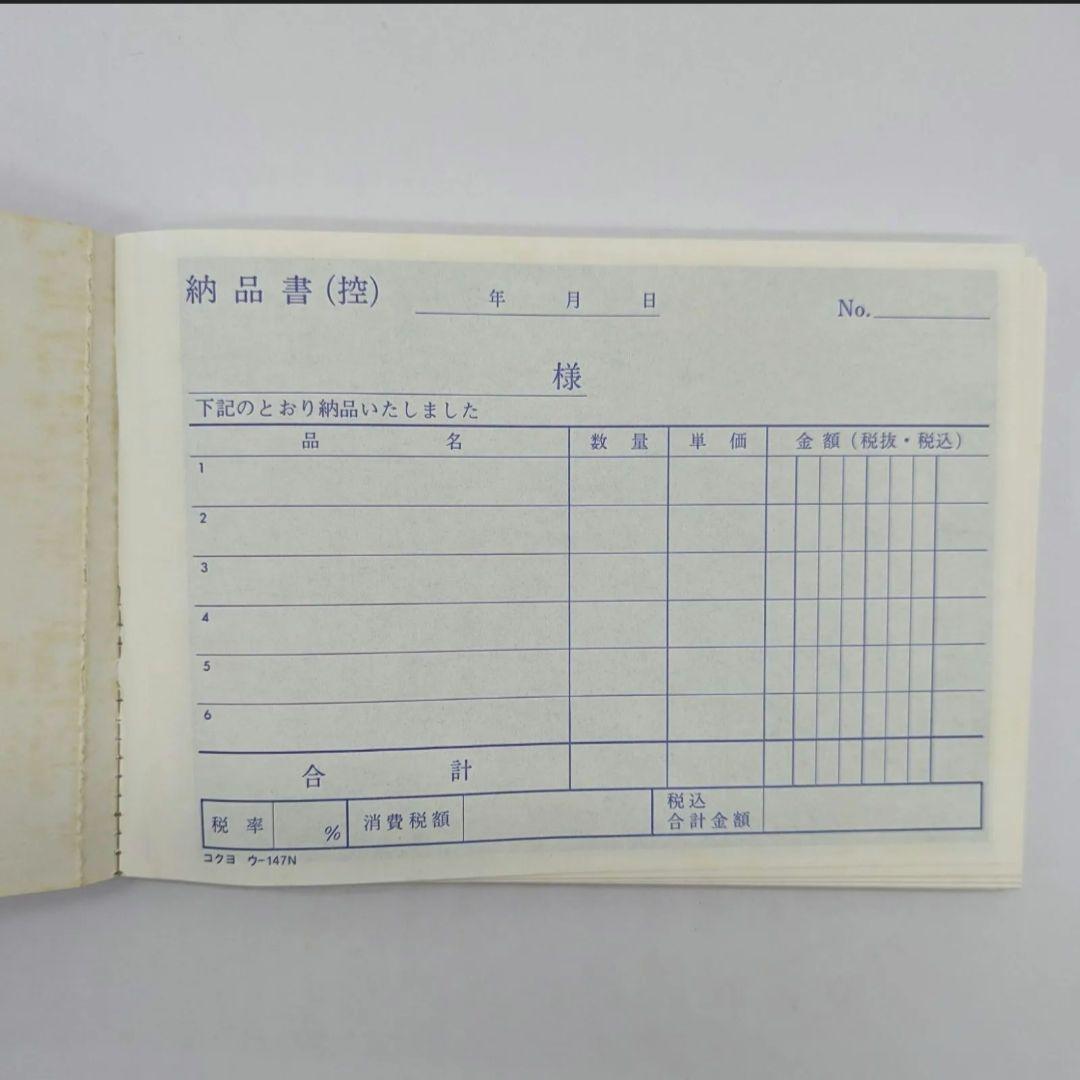 納品書(控)
年 月 日
No.
様
下記のとおり納品いたしました
品名 数量 単価 金額(税抜・税込)
1
2
3
4
5
6
合計
税率 % 消費税額 税込
合計金額
コクヨ ウ-147N